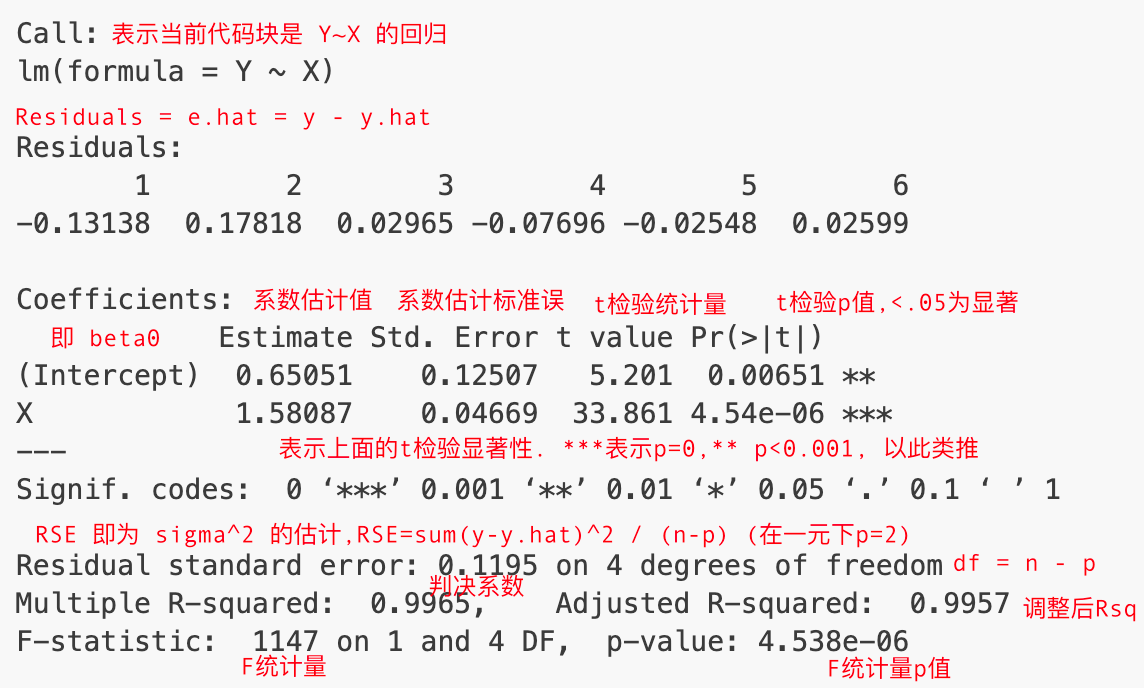 Call: 表示当前代码块是 Y~X 的回归
lm(formula = Y ~ X)
Residuals = e.hat = y - y.hat
Residuals:
1 2 3 4 5 6
-0.13138 0.17818 0.02965 -0.07696 -0.02548 0.02599
Coefficients: 系数估计值 系数估计标准误 t检验统计量 t检验p值,<.05为显著
即 beta0 Estimate Std. Error t value Pr(>|t|)
(Intercept) 0.65051 0.12507 5.201 0.00651 **
X 1.58087 0.04669 33.861 4.54e-06 ***
---
表示上面的t检验显著性. ***表示p=0,** p<0.001, 以此类推
Signif. codes: 0 ‘***’ 0.001 ‘**’ 0.01 ‘*’ 0.05 ‘.’ 0.1 ‘ ’ 1
RSE 即为 sigma^2 的估计,RSE=sum(y-y.hat)^2 / (n-p) (在一元下p=2)
Residual standard error: 0.1195 on 4 degrees of freedom df = n - p
判决系数
Multiple R-squared: 0.9965, Adjusted R-squared: 0.9957 调整后Rsq
F-statistic: 1147 on 1 and 4 DF, p-value: 4.538e-06
F统计量 F统计量p值